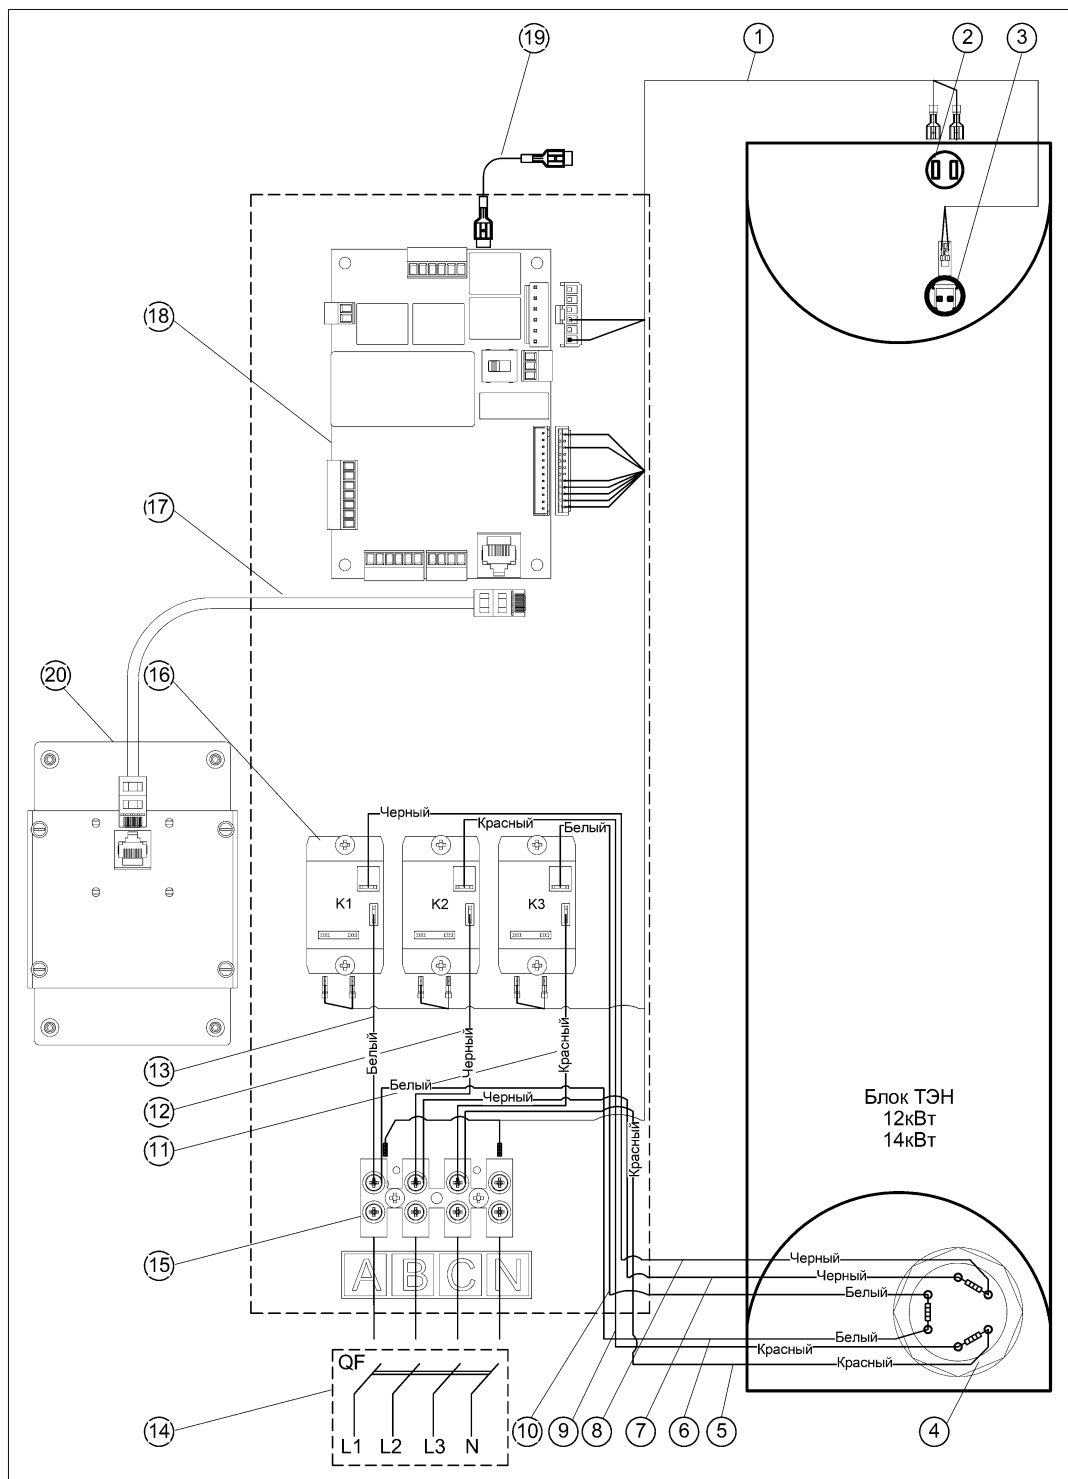 19
1
2
3
18
17
20
16
Черный
Красный
Белый
K1
K2
K3
13
Белый
Черный
Красный
12
Белый
Черный
11
Красный
Блок ТЭН
12кВт
14кВт
15
A B C N
Черный
Черный
Белый
Белый
Красный
Красный
QF
14
L1 L2 L3 N
10
9
8
7
6
5
4